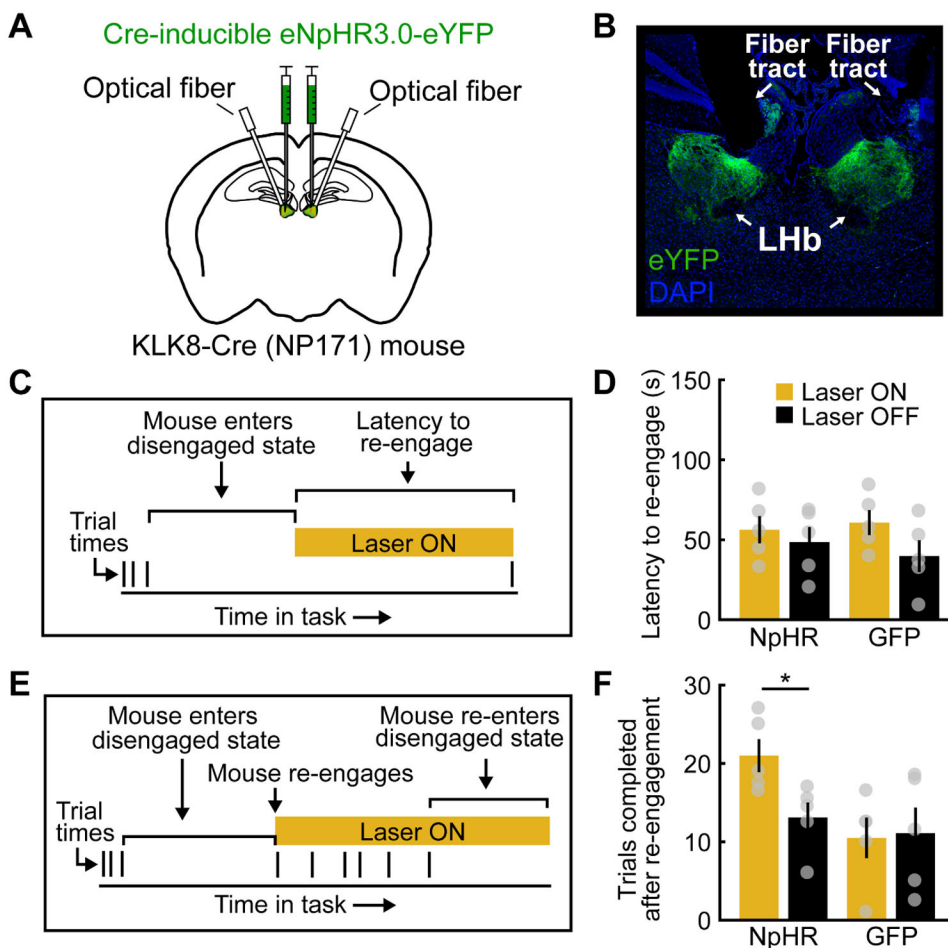 A
Cre-inducible eNpHR3.0-eYFP
Optical fiber
Optical fiber
KLK8-Cre (NP171) mouse
B
Fiber
tract
Fiber
tract
LHb
eYFP
DAPI
C
Mouse enters
disengaged state
Latency to
re-engage
Trial
times
Laser ON
Time in task
D
Latency to re-engage (s)
150
100
50
0
Laser ON
Laser OFF
NpHR
GFP
E
Mouse enters
disengaged state
Mouse re-enters
disengaged state
Mouse re-engages
Trial
times
Laser ON
Time in task
F
Trials completed
after re-engagement
30
20
10
0
*
NpHR
GFP